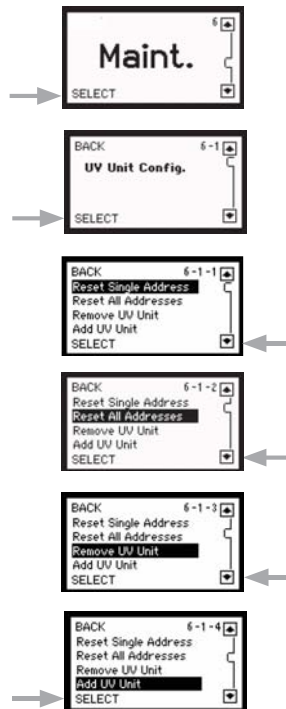 6
Maint.
SELECT
BACK 6-1
UV Unit Config.
SELECT
BACK 6-1-1
Reset Single Address
Reset All Addresses
Remove UV Unit
Add UV Unit
SELECT
BACK 6-1-2
Reset Single Address
Reset All Addresses
Remove UV Unit
Add UV Unit
SELECT
BACK 6-1-3
Reset Single Address
Reset All Addresses
Remove UV Unit
Add UV Unit
SELECT
BACK 6-1-4
Reset Single Address
Reset All Addresses
Remove UV Unit
Add UV Unit
SELECT